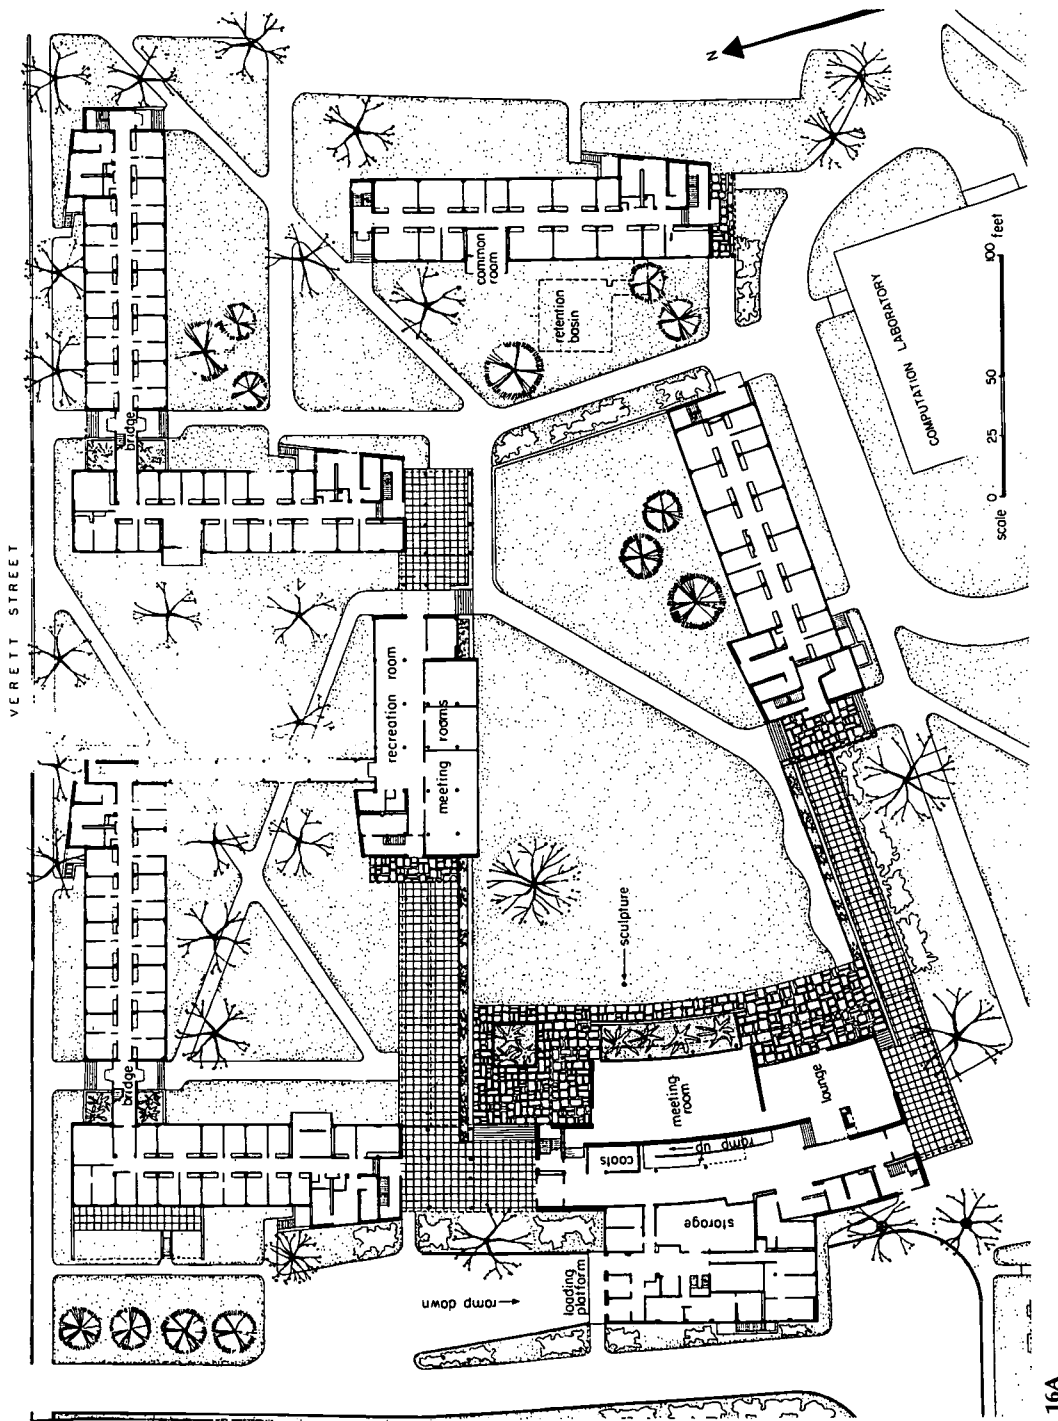 N
VERETT STREET
bridge
common
room
retention
basin
COMPUTATION LABORATORY
scale 0 25 50 100 feet
recreation room
meeting rooms
sculpture
bridge
meeting
room
lounge
ramp up
coats
storage
loading
platform
ramp down
16A